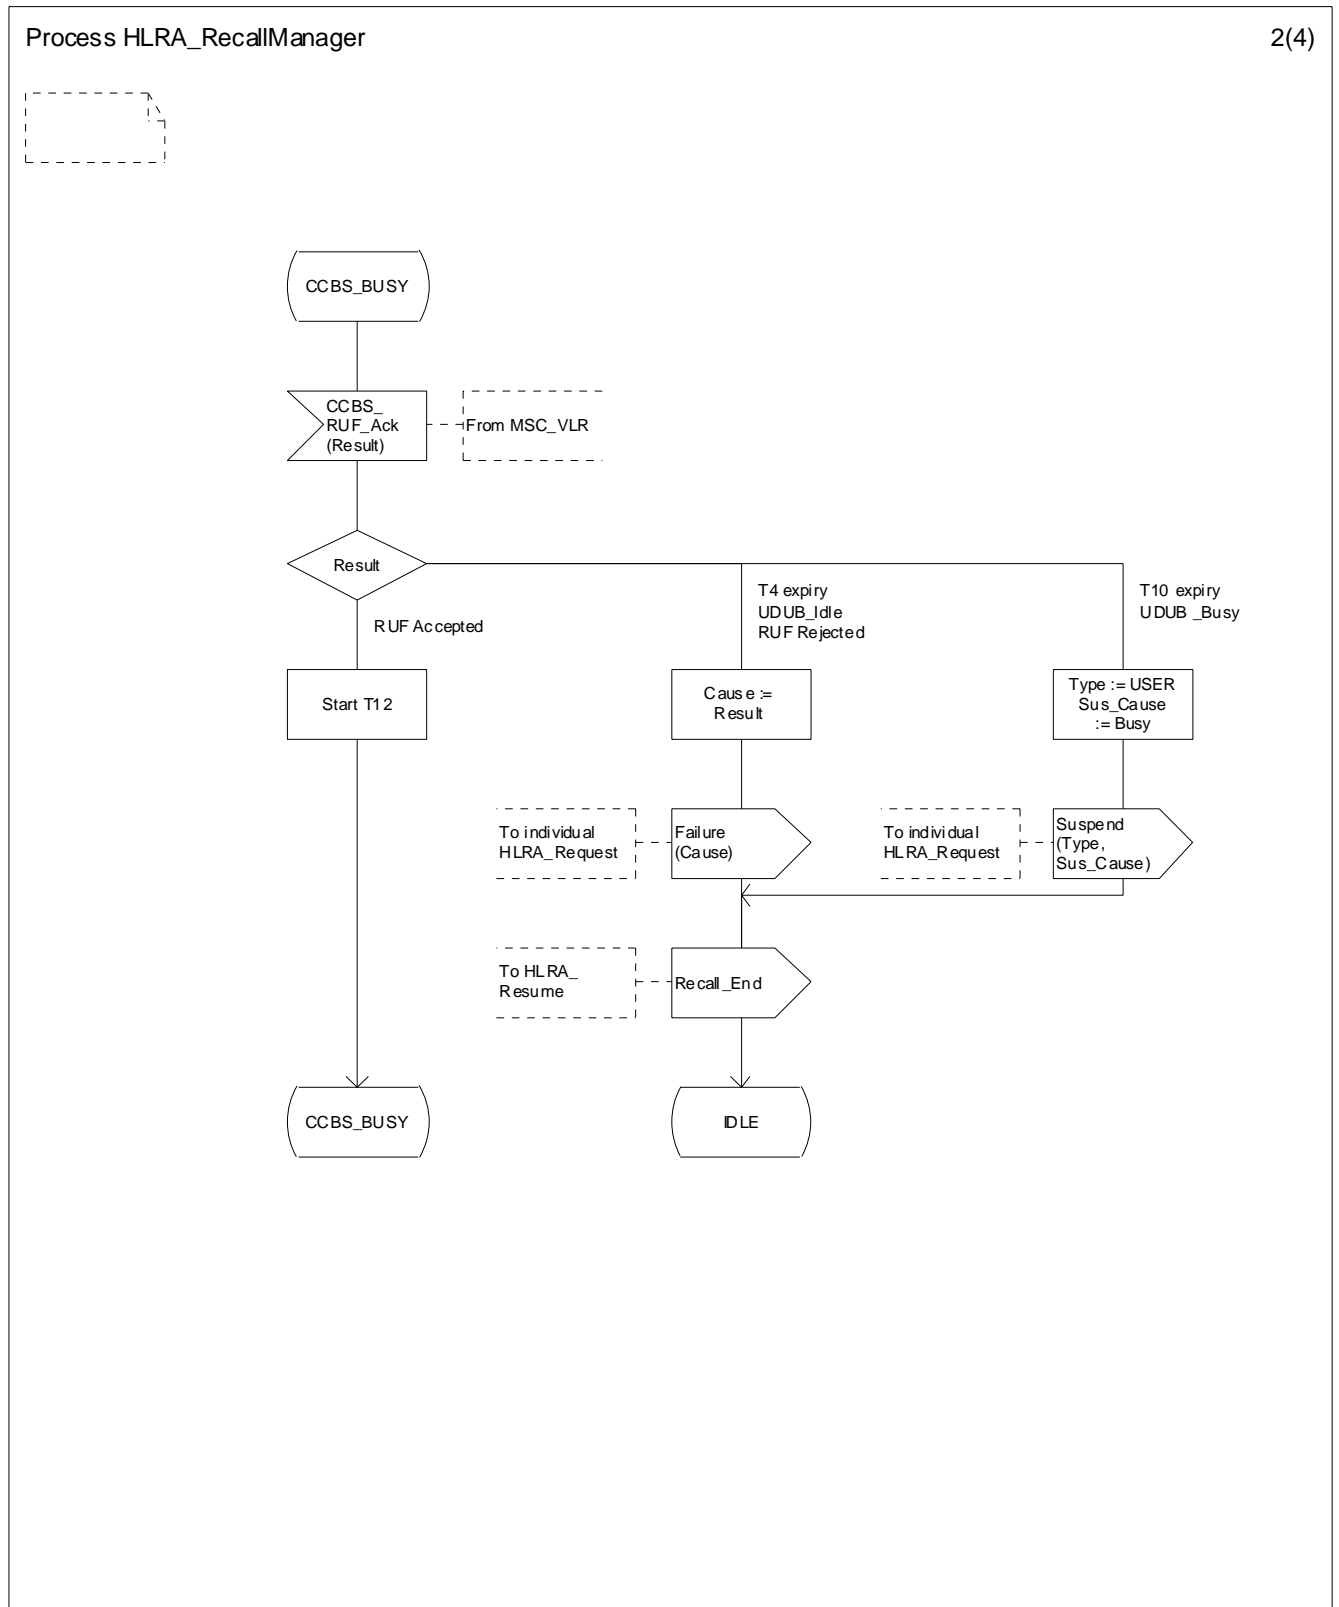 Process HLRA_RecallManager
2(4)
CCBS_BUSY
CCBS_
RUF_Ack
(Result)
From MSC_VLR
Result
RUF Accepted
T4 expiry
UDUB_Idle
RUF Rejected
T10 expiry
UDUB _Busy
Start T12
Cause :=
Result
Type := USER
Sus_Cause
:= Busy
To individual
HLRA_Request
Failure
(Cause)
To individual
HLRA_Request
Suspend
(Type,
Sus_Cause)
To HLRA_
Resume
Recall_End
CCBS_BUSY
IDLE